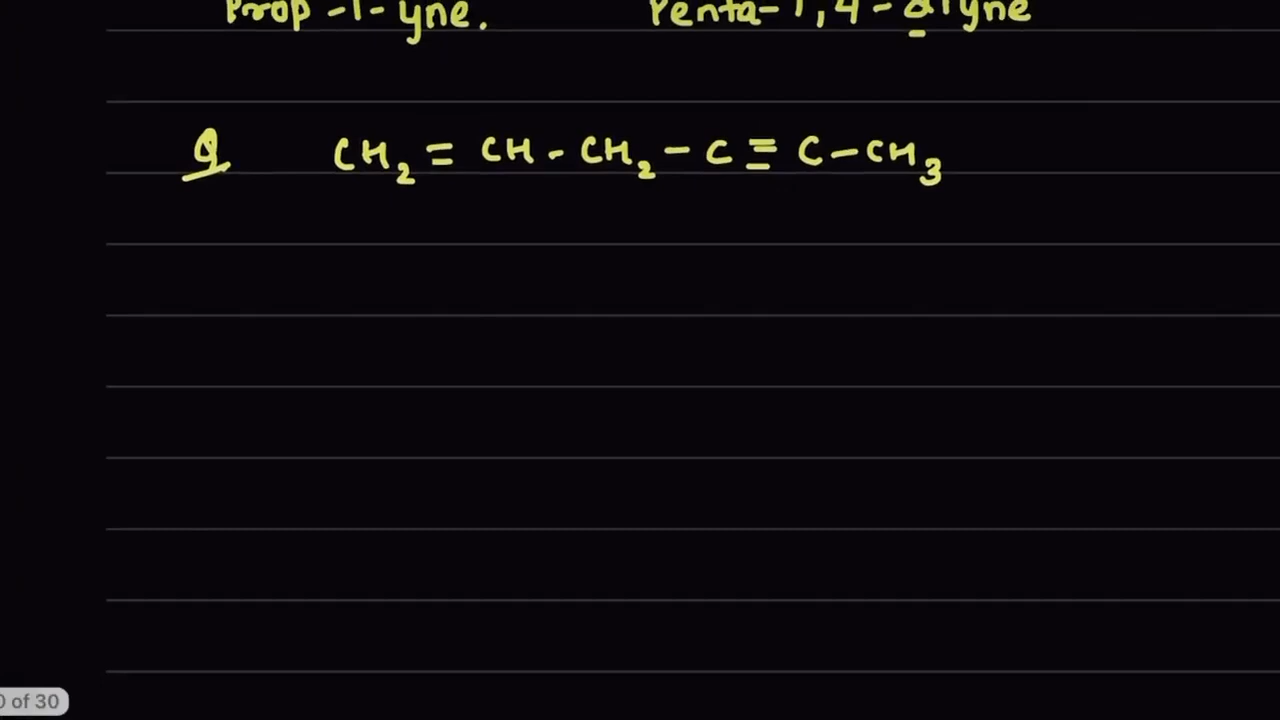 Prop-1-yne. Penta-1,4-diyne
Q CH₂ = CH - CH₂ - C ≡ C - CH₃
0 of 30